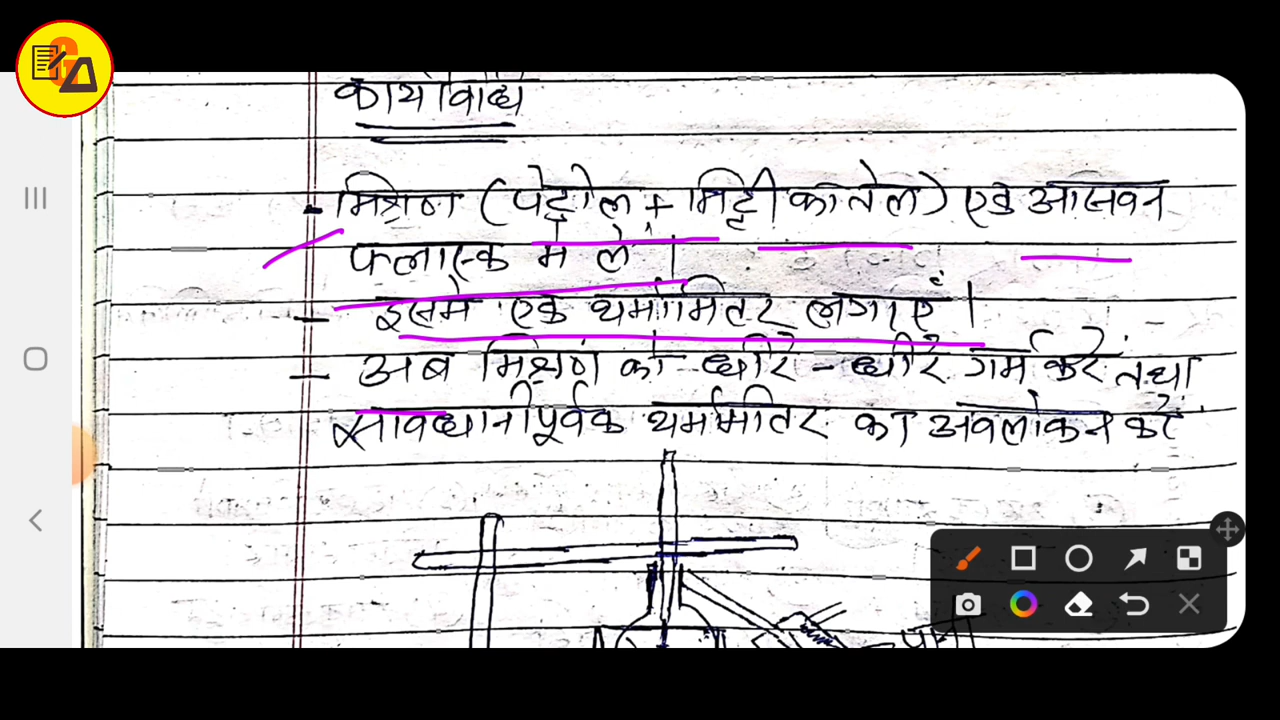 कार्यविधि
- मिश्रण (पेट्रोल + मिट्टी का तेल) एक आसवन
फ्लास्क में लें।
- इसमें एक थर्मामिटर लगाएं।
- अब मिश्रण को धीरे - धीरे गर्म करें तथा
सावधानीपूर्वक थर्मामितर का अवलोकन करें